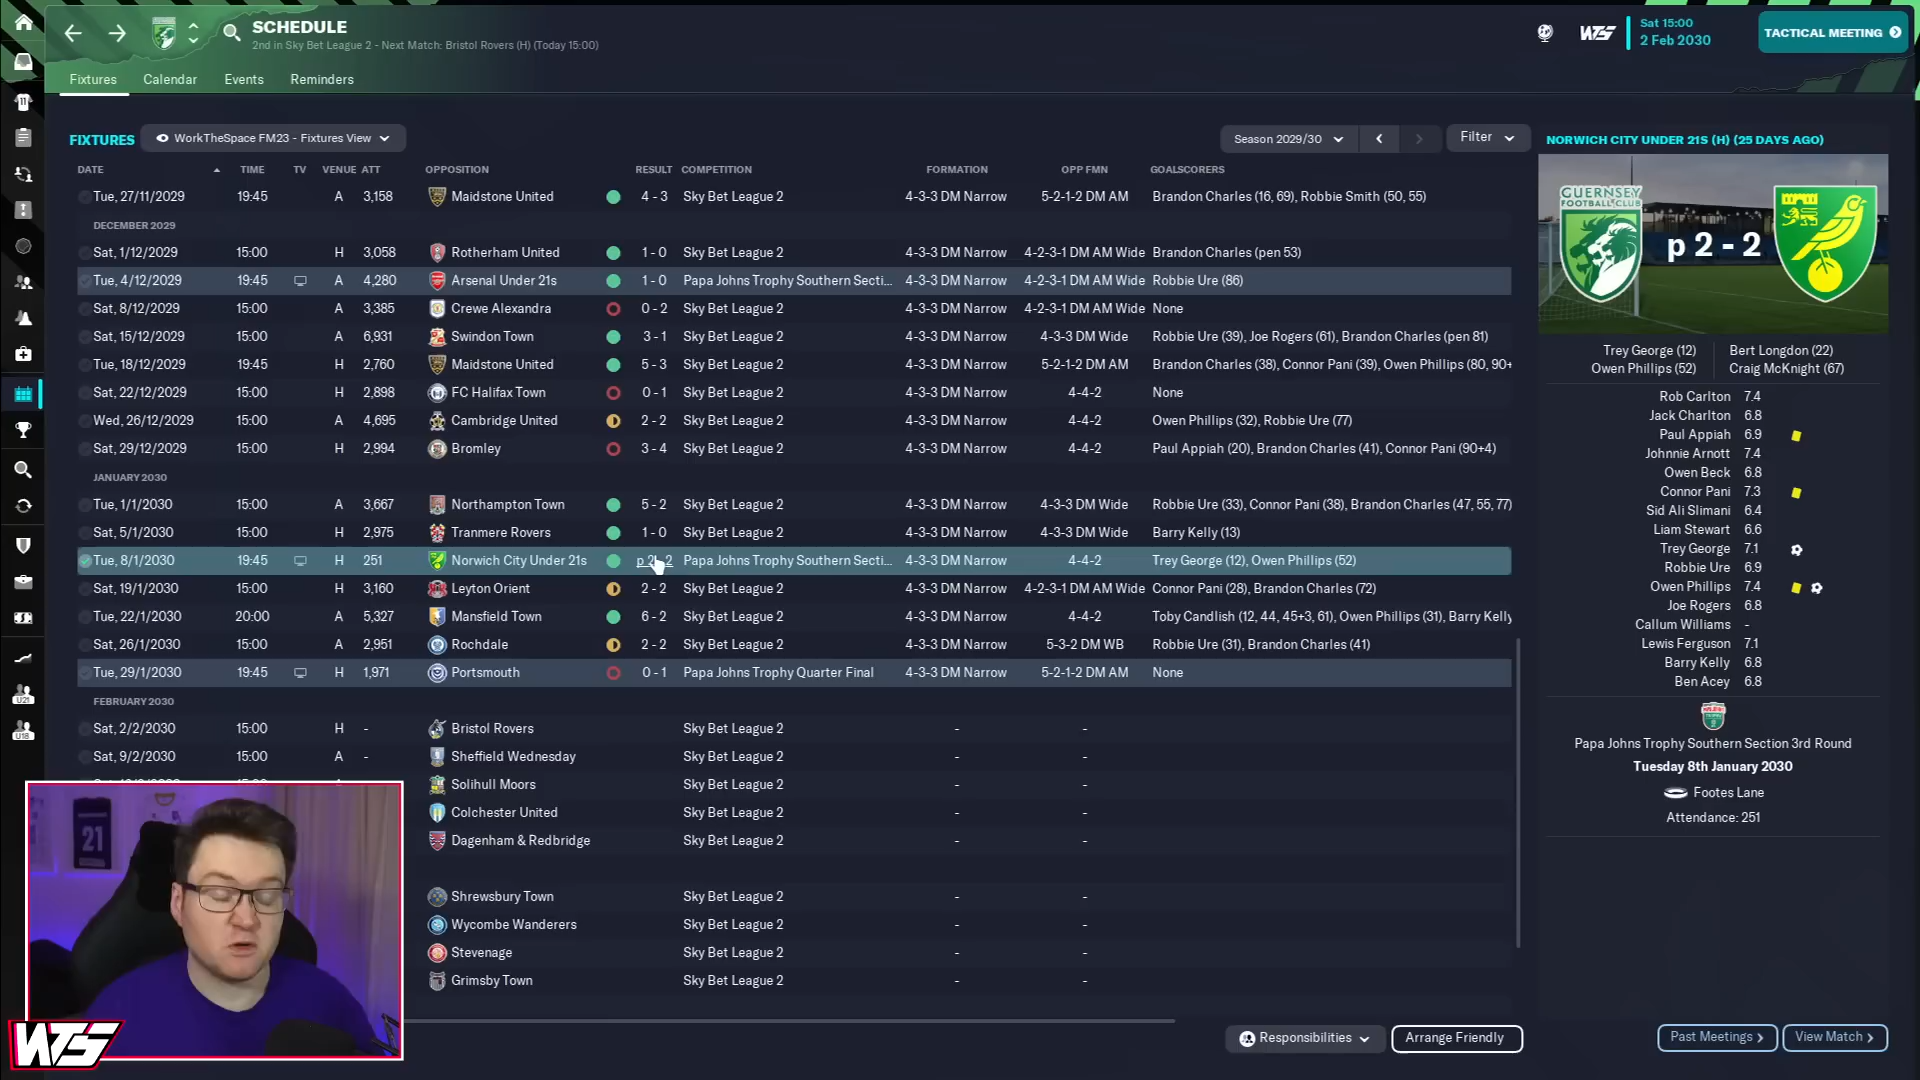 SCHEDULE
2nd in Sky Bet League 2 - Next Match: Bristol Rovers (H) (Today 15:00)
WTS
Sat 15:00
2 Feb 2030
TACTICAL MEETING
Fixtures Calendar Events Reminders
FIXTURES
WorkTheSpace FM23 - Fixtures View
Season 2029/30
Filter
DATE TIME TV VENUE ATT OPPOSITION RESULT COMPETITION FORMATION OPP FMN GOALSCORERS
Tue, 27/11/2029 19:45 A 3,158 Maidstone United 4 - 3 Sky Bet League 2 4-3-3 DM Narrow 5-2-1-2 DM AM Brandon Charles (16, 69), Robbie Smith (50, 55)
DECEMBER 2029
Sat, 1/12/2029 15:00 H 3,058 Rotherham United 1 - 0 Sky Bet League 2 4-3-3 DM Narrow 4-2-3-1 DM AM Wide Brandon Charles (pen 53)
Tue, 4/12/2029 19:45 A 4,280 Arsenal Under 21s 1 - 0 Papa Johns Trophy Southern Secti... 4-3-3 DM Narrow 4-2-3-1 DM AM Wide Robbie Ure (86)
Sat, 8/12/2029 15:00 A 3,385 Crewe Alexandra 0 - 2 Sky Bet League 2 4-3-3 DM Narrow 4-2-3-1 DM AM Wide None
Sat, 15/12/2029 15:00 A 6,931 Swindon Town 3 - 1 Sky Bet League 2 4-3-3 DM Narrow 4-3-3 DM Wide Robbie Ure (39), Joe Rogers (61), Brandon Charles (pen 81)
Tue, 18/12/2029 19:45 H 2,760 Maidstone United 5 - 3 Sky Bet League 2 4-3-3 DM Narrow 5-2-1-2 DM AM Brandon Charles (38), Connor Pani (39), Owen Phillips (80, 90+
Sat, 22/12/2029 15:00 H 2,898 FC Halifax Town 0 - 1 Sky Bet League 2 4-3-3 DM Narrow 4-4-2 None
Wed, 26/12/2029 15:00 A 4,695 Cambridge United 2 - 2 Sky Bet League 2 4-3-3 DM Narrow 4-4-2 Owen Phillips (32), Robbie Ure (77)
Sat, 29/12/2029 15:00 H 2,994 Bromley 3 - 4 Sky Bet League 2 4-3-3 DM Narrow 4-4-2 Paul Appiah (20), Brandon Charles (41), Connor Pani (90+4)
JANUARY 2030
Tue, 1/1/2030 15:00 A 3,667 Northampton Town 5 - 2 Sky Bet League 2 4-3-3 DM Narrow 4-3-3 DM Wide Robbie Ure (33), Connor Pani (38), Brandon Charles (47, 55, 77)
Sat, 5/1/2030 15:00 H 2,975 Tranmere Rovers 1 - 0 Sky Bet League 2 4-3-3 DM Narrow 4-3-3 DM Wide Barry Kelly (13)
Tue, 8/1/2030 19:45 H 251 Norwich City Under 21s p 2 - 2 Papa Johns Trophy Southern Secti... 4-3-3 DM Narrow 4-4-2 Trey George (12), Owen Phillips (52)
Sat, 19/1/2030 15:00 H 3,160 Leyton Orient 2 - 2 Sky Bet League 2 4-3-3 DM Narrow 4-2-3-1 DM AM Wide Connor Pani (28), Brandon Charles (72)
Tue, 22/1/2030 20:00 A 5,327 Mansfield Town 6 - 2 Sky Bet League 2 4-3-3 DM Narrow 4-4-2 Toby Candlish (12, 44, 45+3, 61), Owen Phillips (31), Barry Kelly
Sat, 26/1/2030 15:00 A 2,951 Rochdale 2 - 2 Sky Bet League 2 4-3-3 DM Narrow 5-3-2 DM WB Robbie Ure (31), Brandon Charles (41)
Tue, 29/1/2030 19:45 H 1,971 Portsmouth 0 - 1 Papa Johns Trophy Quarter Final 4-3-3 DM Narrow 5-2-1-2 DM AM None
FEBRUARY 2030
Sat, 2/2/2030 15:00 H - Bristol Rovers Sky Bet League 2 - -
Sat, 9/2/2030 15:00 A - Sheffield Wednesday Sky Bet League 2 - -
Solihull Moors Sky Bet League 2 - -
Colchester United Sky Bet League 2 - -
Dagenham & Redbridge Sky Bet League 2 - -
Shrewsbury Town Sky Bet League 2 - -
Wycombe Wanderers Sky Bet League 2 - -
Stevenage Sky Bet League 2 - -
Grimsby Town Sky Bet League 2 - -
Responsibilities
Arrange Friendly
NORWICH CITY UNDER 21S (H) (25 DAYS AGO)
GUERNSEY
FOOTBALL CLUB
p 2 - 2
Trey George (12) Bert Longdon (22)
Owen Phillips (52) Craig McKnight (67)
Rob Carlton 7.4
Jack Charlton 6.8
Paul Appiah 6.9
Johnnie Arnott 7.4
Owen Beck 6.8
Connor Pani 7.3
Sid Ali Slimani 6.4
Liam Stewart 6.6
Trey George 7.1
Robbie Ure 6.9
Owen Phillips 7.4
Joe Rogers 6.8
Callum Williams -
Lewis Ferguson 7.1
Barry Kelly 6.8
Ben Acey 6.8
Papa Johns Trophy Southern Section 3rd Round
Tuesday 8th January 2030
Footes Lane
Attendance: 251
Past Meetings
View Match
11
U21
U18
21
WTS